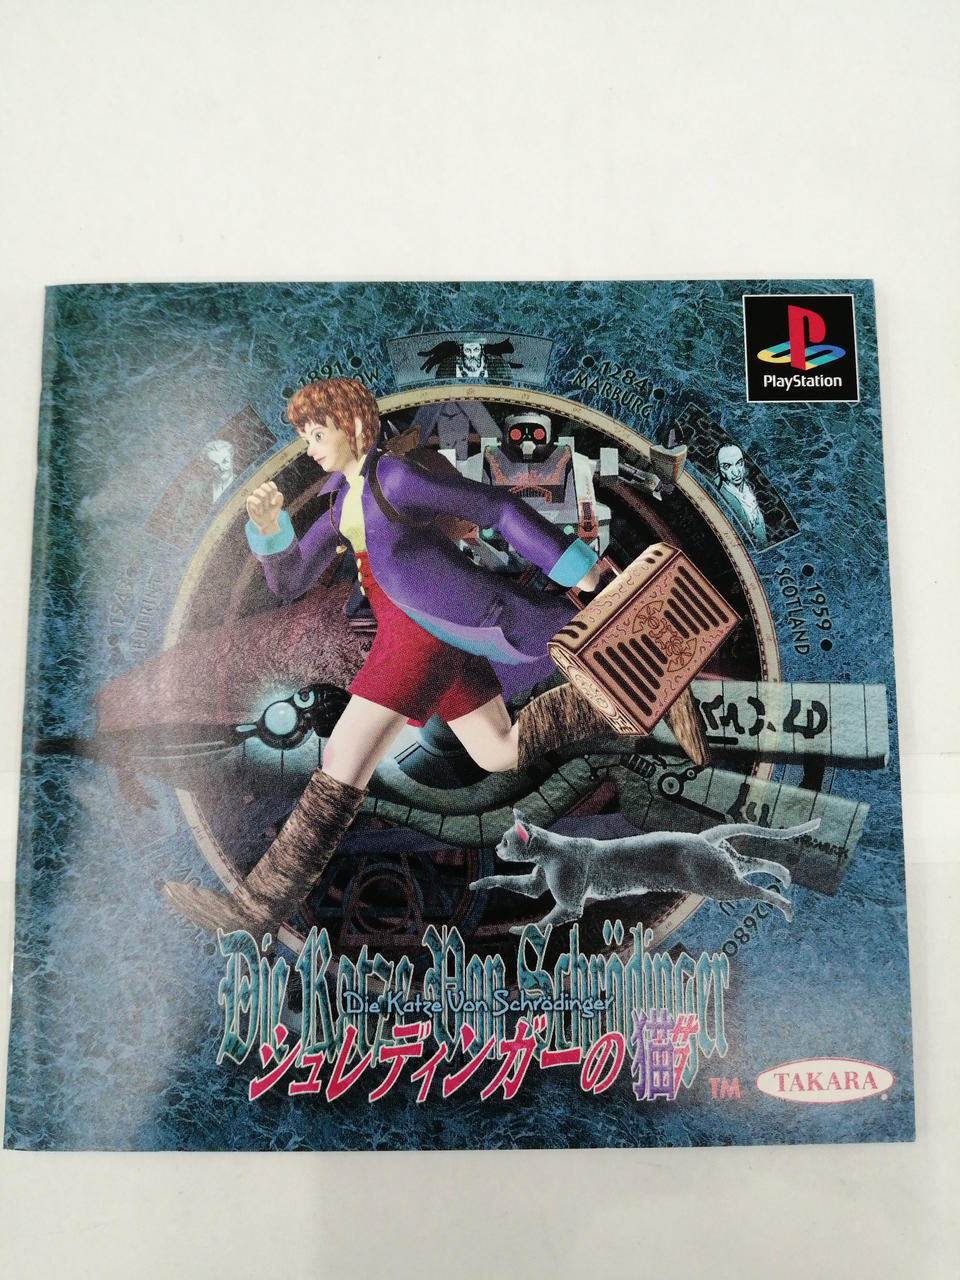 PlayStation
1284
MARBURG
1891
1959
SCOTLAND
1543
Die Katze Von Schrödinger
Die Katze Von Schrödinger
シュレディンガーの猫
TM
TAKARA